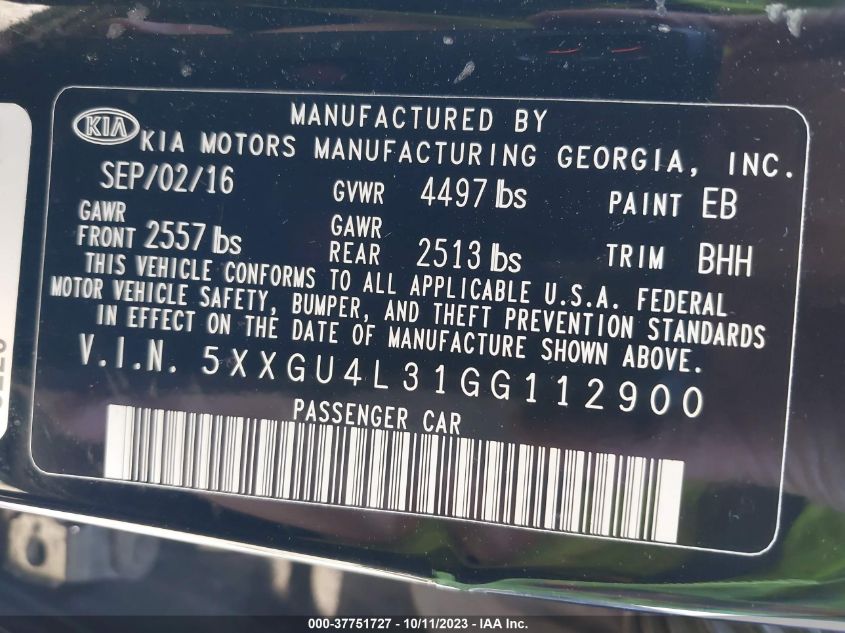 MANUFACTURED BY
KIA KIA MOTORS MANUFACTURING GEORGIA, INC.
SEP/02/16 GVWR 4497 lbs PAINT EB
GAWR FRONT 2557 lbs GAWR REAR 2513 lbs TRIM BHH
THIS VEHICLE CONFORMS TO ALL APPLICABLE U.S.A. FEDERAL
MOTOR VEHICLE SAFETY, BUMPER, AND THEFT PREVENTION STANDARDS
IN EFFECT ON THE DATE OF MANUFACTURE SHOWN ABOVE.
V.I.N. 5XXGU4L31GG112900
PASSENGER CAR
000-37751727 - 10/11/2023 - IAA Inc.